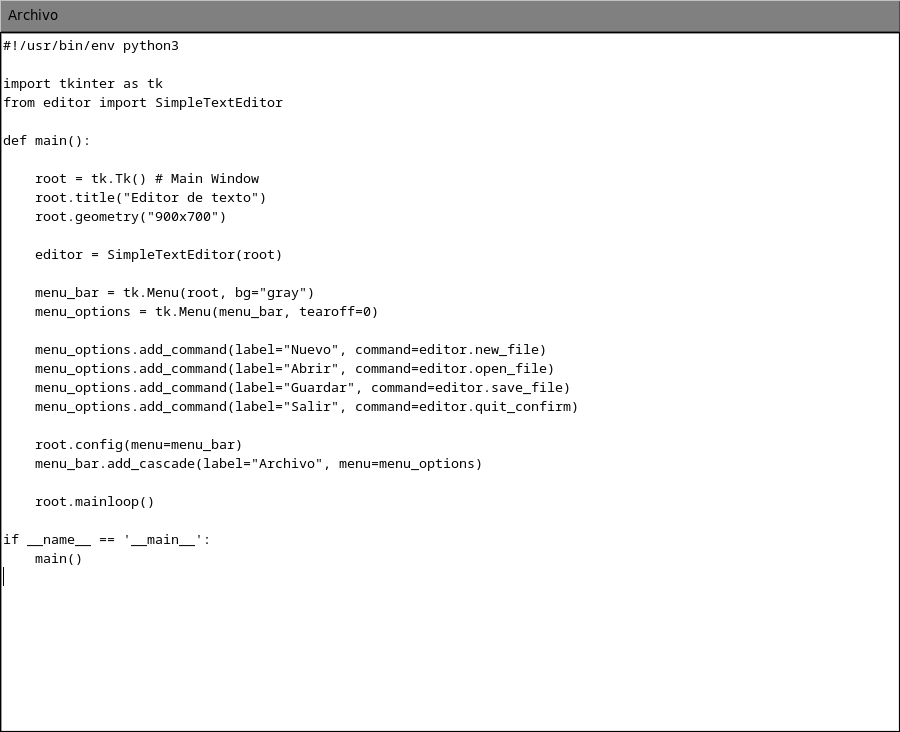 Archivo
#!/usr/bin/env python3
import tkinter as tk
from editor import SimpleTextEditor
def main():
    root = tk.Tk() # Main Window
    root.title("Editor de texto")
    root.geometry("900x700")
    editor = SimpleTextEditor(root)
    menu_bar = tk.Menu(root, bg="gray")
    menu_options = tk.Menu(menu_bar, tearoff=0)
    menu_options.add_command(label="Nuevo", command=editor.new_file)
    menu_options.add_command(label="Abrir", command=editor.open_file)
    menu_options.add_command(label="Guardar", command=editor.save_file)
    menu_options.add_command(label="Salir", command=editor.quit_confirm)
    root.config(menu=menu_bar)
    menu_bar.add_cascade(label="Archivo", menu=menu_options)
    root.mainloop()
if __name__ == '__main__':
    main()